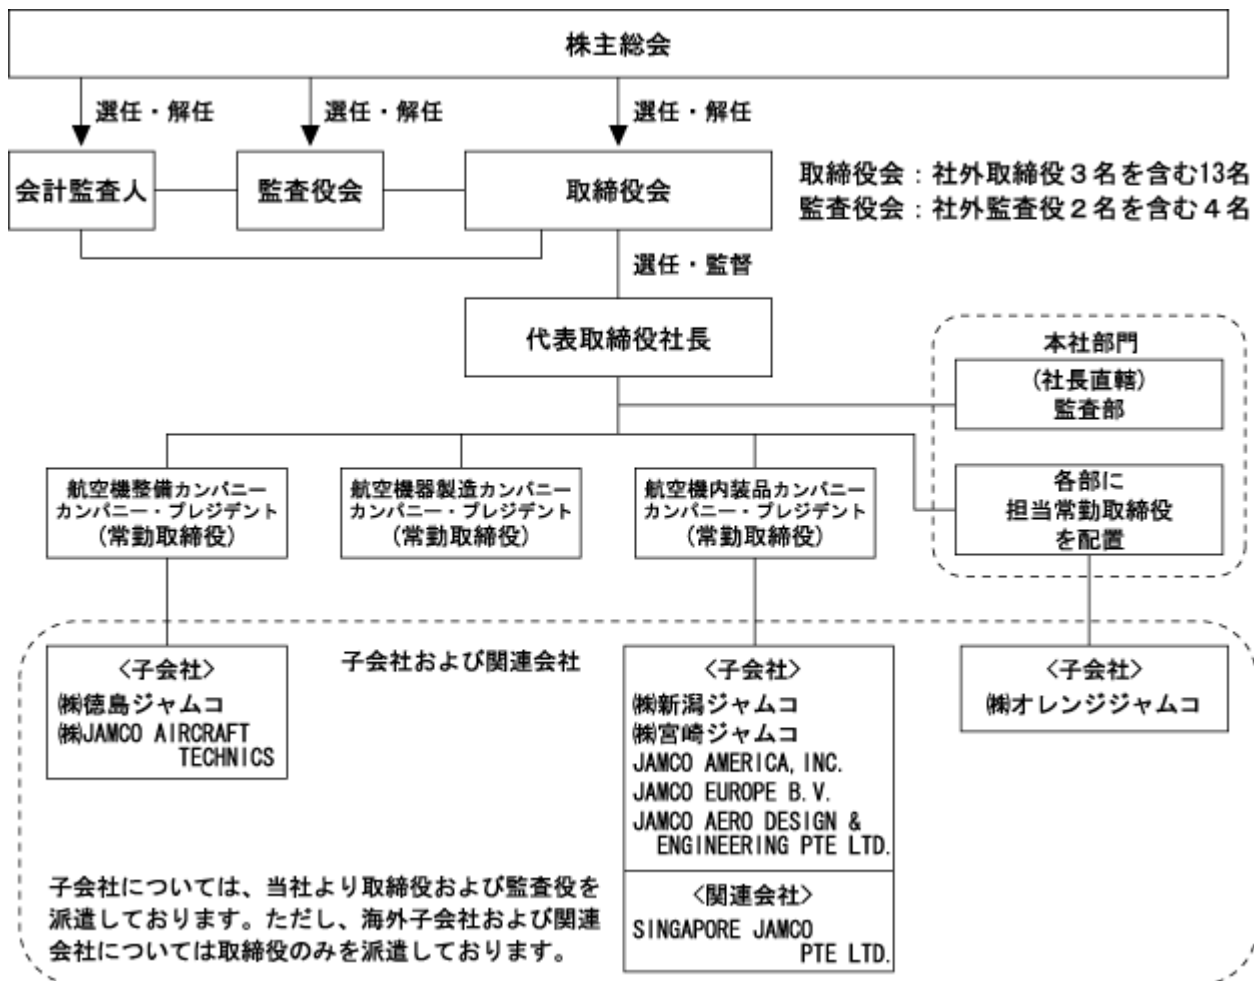 株主総会
選任・解任
選任・解任
選任・解任
会計監査人
監査役会
取締役会
取締役会：社外取締役３名を含む13名
監査役会：社外監査役２名を含む４名
選任・監督
代表取締役社長
本社部門
(社長直轄)
監査部
航空機整備カンパニー
カンパニー・プレジデント
(常勤取締役)
航空機器製造カンパニー
カンパニー・プレジデント
(常勤取締役)
航空機内装品カンパニー
カンパニー・プレジデント
(常勤取締役)
各部に
担当常勤取締役
を配置
子会社および関連会社
〈子会社〉
㈱徳島ジャムコ
㈱JAMCO AIRCRAFT
TECHNICS
〈子会社〉
㈱新潟ジャムコ
㈱宮崎ジャムコ
JAMCO AMERICA, INC.
JAMCO EUROPE B.V.
JAMCO AERO DESIGN &
ENGINEERING PTE LTD.
〈関連会社〉
SINGAPORE JAMCO
PTE LTD.
〈子会社〉
㈱オレンジジャムコ
子会社については、当社より取締役および監査役を
派遣しております。ただし、海外子会社および関連
会社については取締役のみを派遣しております。